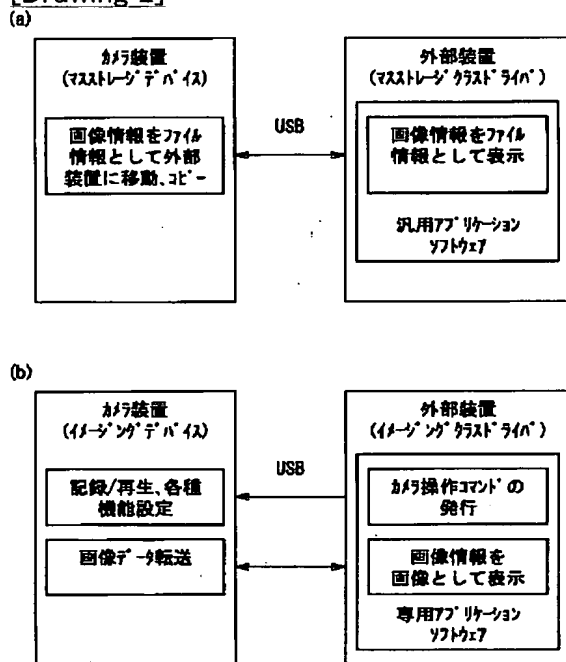 [Drawing 2]
(a)
カメラ装置
(マスストレージデバイス)
画像情報をファイル
情報として外部
装置に移動、コピー
USB
外部装置
(マスストレージクラスドライバ)
画像情報をファイル
情報として表示
汎用アプリケーション
ソフトウェア
(b)
カメラ装置
(イメージングデバイス)
記録/再生、各種
機能設定
画像データ転送
USB
外部装置
(イメージングクラスドライバ)
カメラ操作コマンドの
発行
画像情報を
画像として表示
専用アプリケーション
ソフトウェア